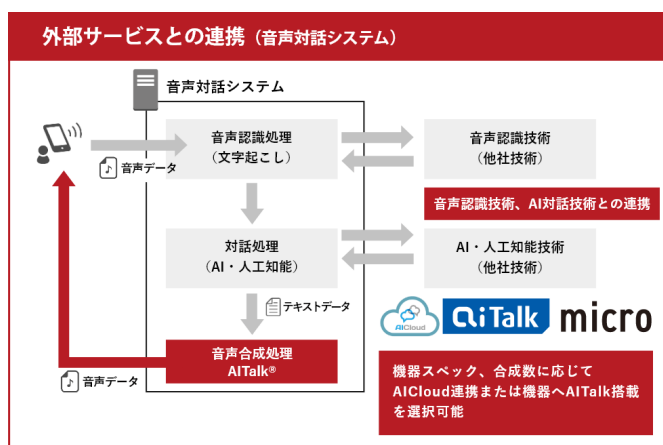 外部サービスとの連携（音声対話システム）
音声対話システム
音声認識処理
（文字起こし）
音声認識技術
（他社技術）
音声データ
音声認識技術、AI対話技術との連携
対話処理
（AI・人工知能）
AI・人工知能技術
（他社技術）
テキストデータ
AICloud
AiTalk micro
音声合成処理
AITalk®
音声データ
機器スペック、合成数に応じて
AICloud連携または機器へAITalk搭載
を選択可能